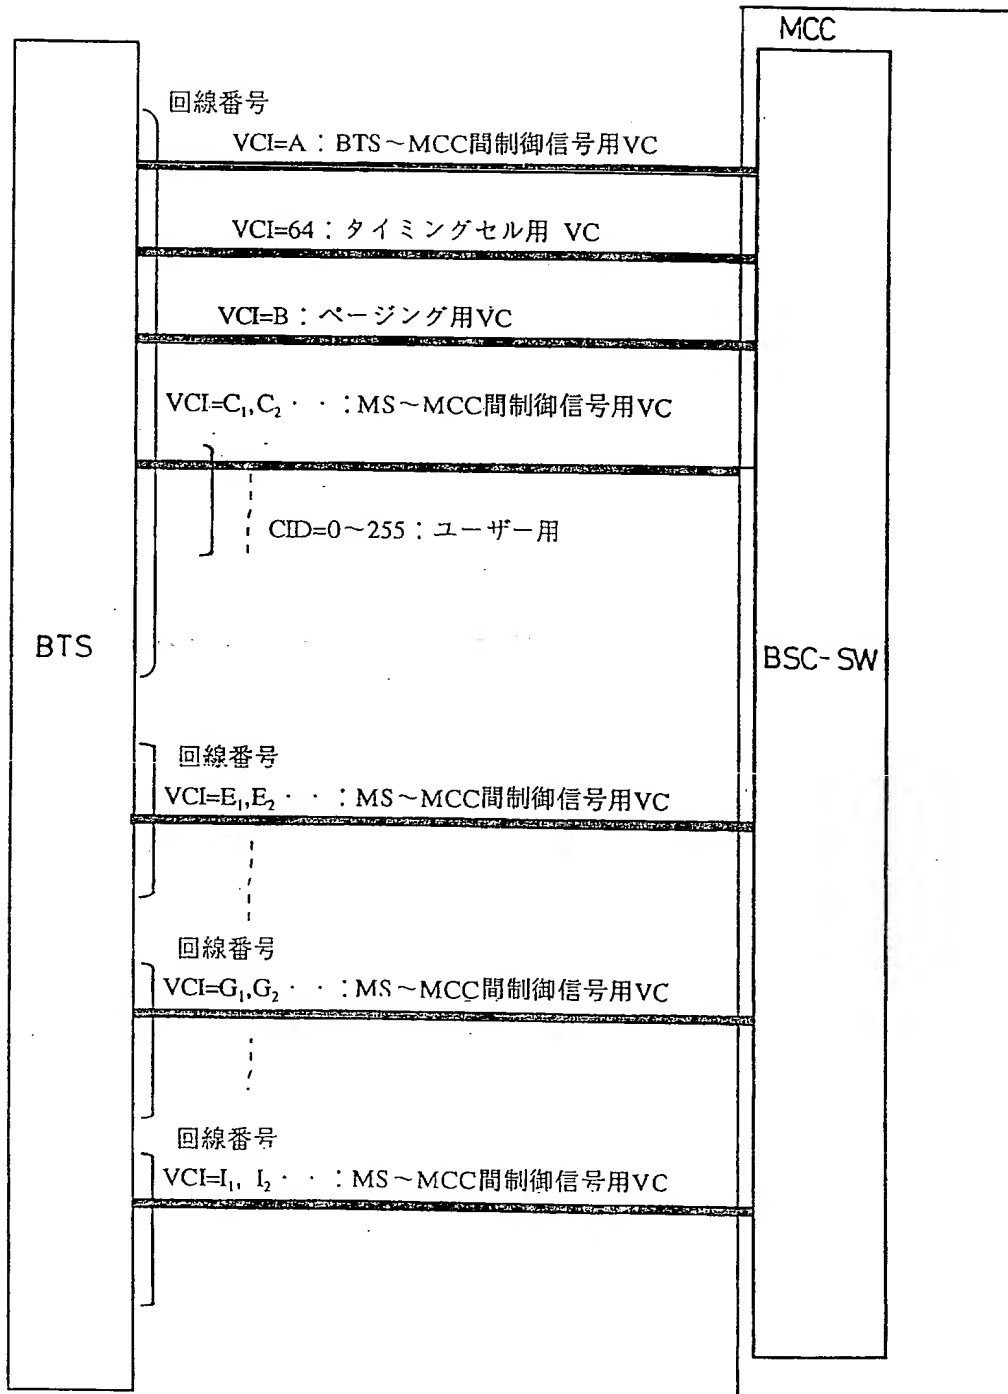 MCC
回線番号
VCI=A：BTS～MCC間制御信号用VC
VCI=64：タイミングセル用 VC
VCI=B：ページング用VC
VCI=C₁,C₂・・：MS～MCC間制御信号用VC
CID=0～255：ユーザー用
BTS
BSC-SW
回線番号
VCI=E₁,E₂・・：MS～MCC間制御信号用VC
回線番号
VCI=G₁,G₂・・：MS～MCC間制御信号用VC
回線番号
VCI=I₁, I₂・・：MS～MCC間制御信号用VC